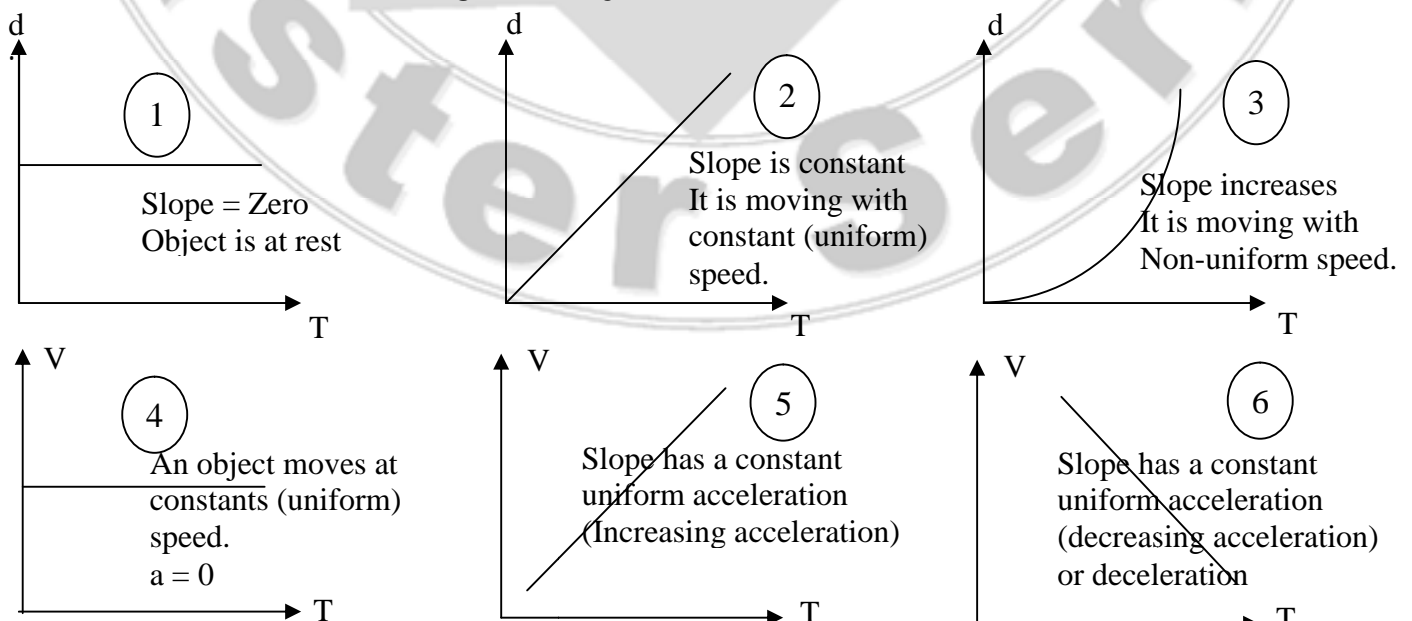 d
d
d
1
2
3
Slope = Zero
Object is at rest
Slope is constant
It is moving with
constant (uniform)
speed.
Slope increases
It is moving with
Non-uniform speed.
T
T
T
V
V
V
4
5
6
An object moves at
constants (uniform)
speed.
a = 0
Slope has a constant
uniform acceleration
(Increasing acceleration)
Slope has a constant
uniform acceleration
(decreasing acceleration)
or deceleration
T
T
T
ster Ser